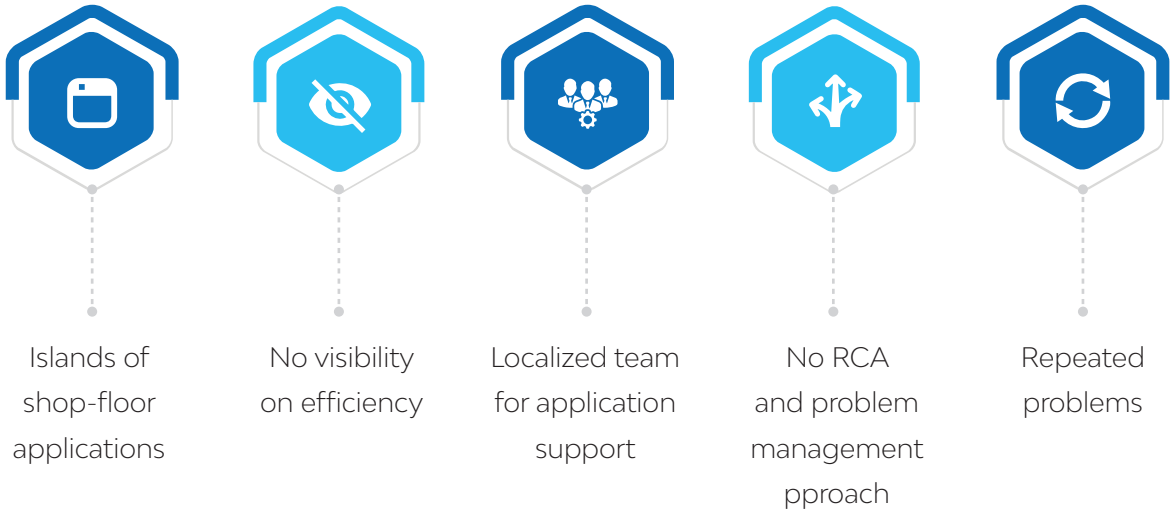 Islands of
shop-floor
applications
No visibility
on efficiency
Localized team
for application
support
No RCA
and problem
management
pproach
Repeated
problems